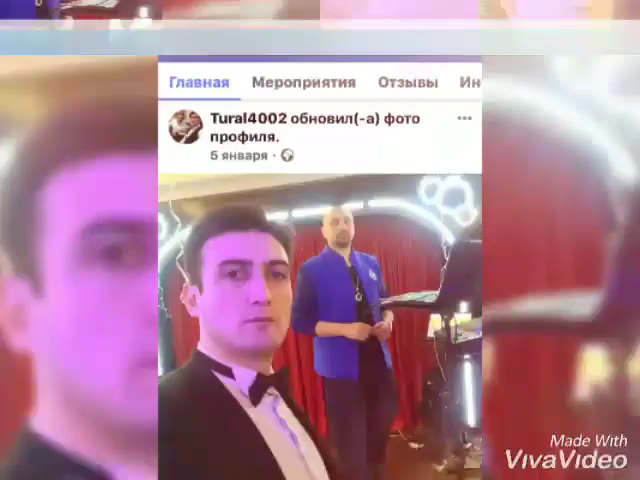 Главная Мероприятия Отзывы Ин
Tural4002 обновил(-а) фото
профиля.
5 января
Made With
VivaVideo